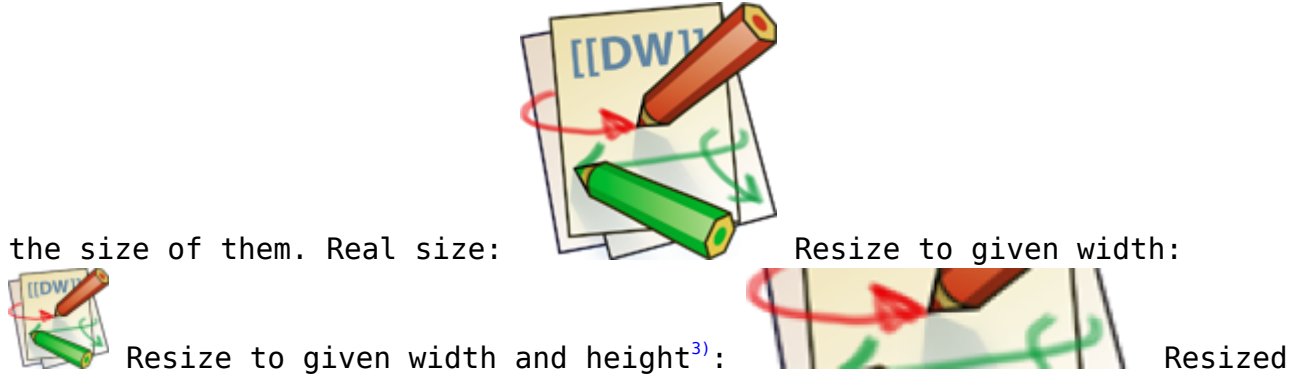 [[DW]]
the size of them. Real size: Resize to given width:
[[DW]]
Resize to given width and height3): Resized